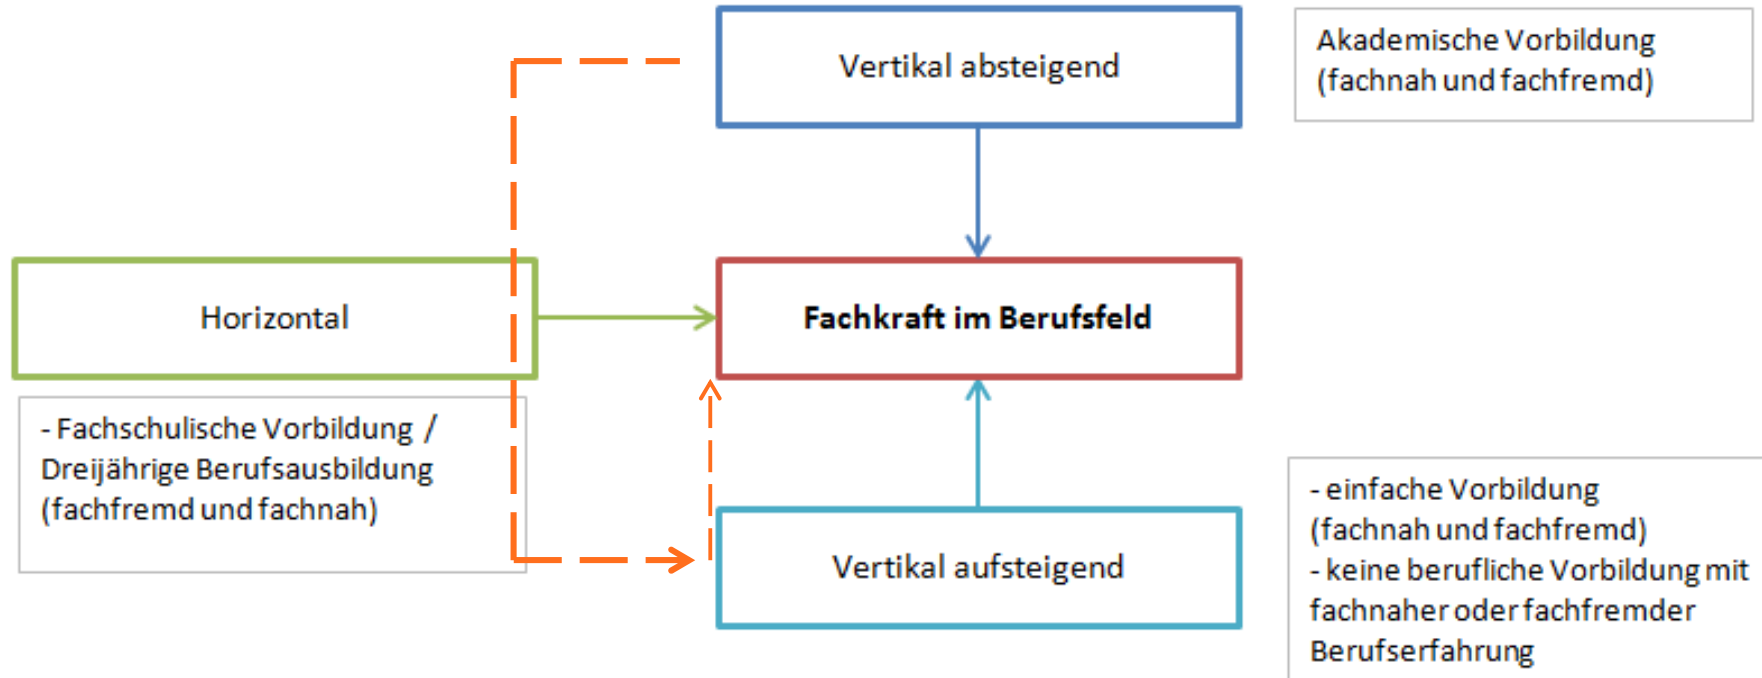 Vertikal absteigend
Akademische Vorbildung
(fachnah und fachfremd)
Horizontal
Fachkraft im Berufsfeld
- Fachschulische Vorbildung /
Dreijährige Berufsausbildung
(fachfremd und fachnah)
Vertikal aufsteigend
- einfache Vorbildung
(fachnah und fachfremd)
- keine berufliche Vorbildung mit
fachnaher oder fachfremder
Berufserfahrung